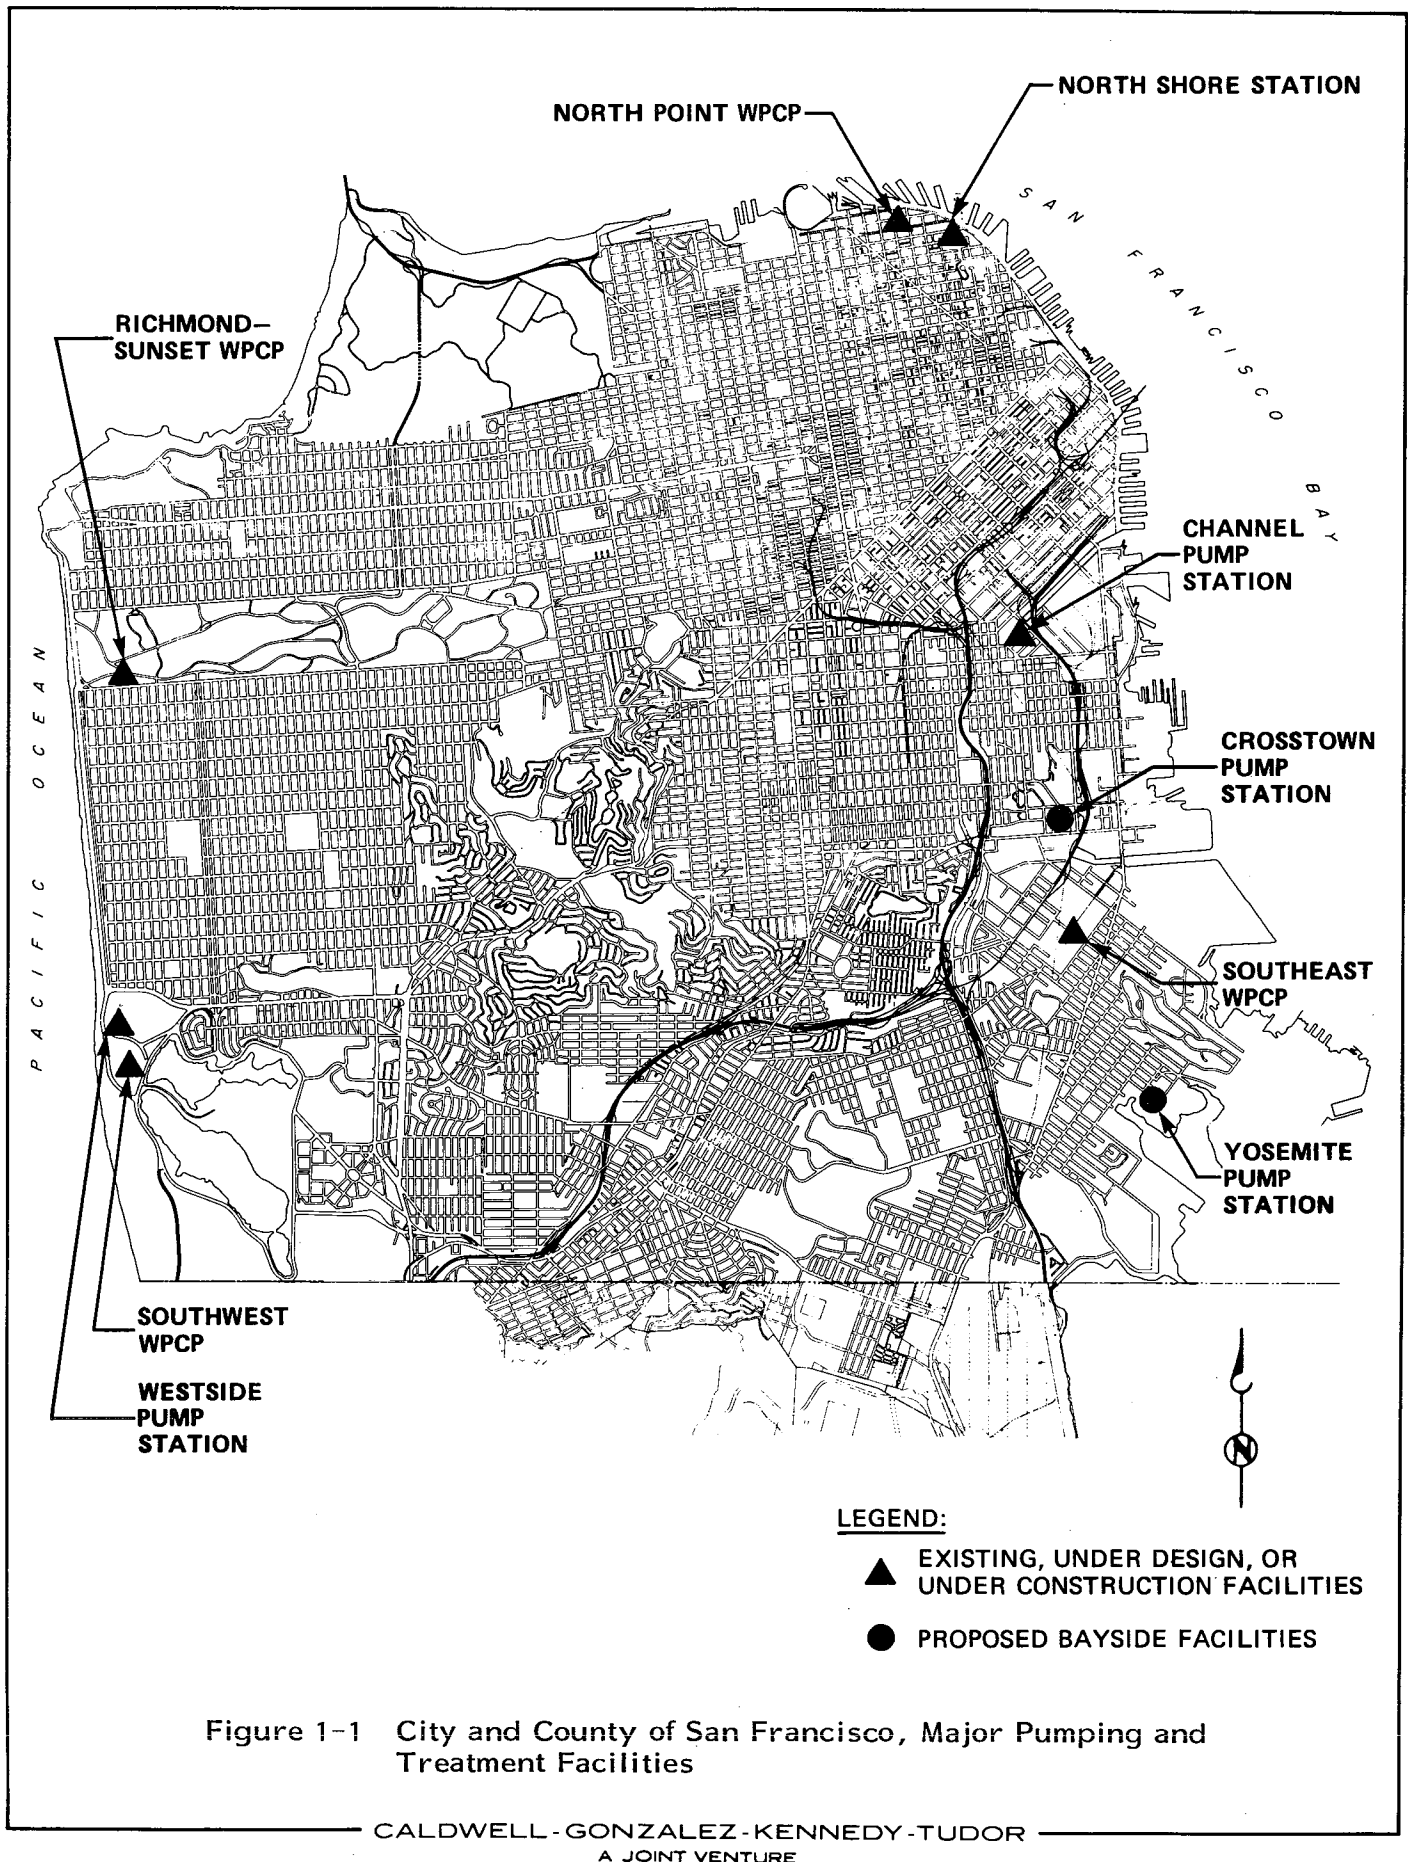 NORTH SHORE STATION
NORTH POINT WPCP
SAN FRANCISCO BAY
RICHMOND–
SUNSET WPCP
CHANNEL
PUMP
STATION
PACIFIC OCEAN
CROSSTOWN
PUMP
STATION
SOUTHEAST
WPCP
YOSEMITE
PUMP
STATION
SOUTHWEST
WPCP
WESTSIDE
PUMP
STATION
N
LEGEND:
EXISTING, UNDER DESIGN, OR
UNDER CONSTRUCTION FACILITIES
PROPOSED BAYSIDE FACILITIES
Figure 1-1 City and County of San Francisco, Major Pumping and
Treatment Facilities
CALDWELL-GONZALEZ-KENNEDY-TUDOR
A JOINT VENTURE